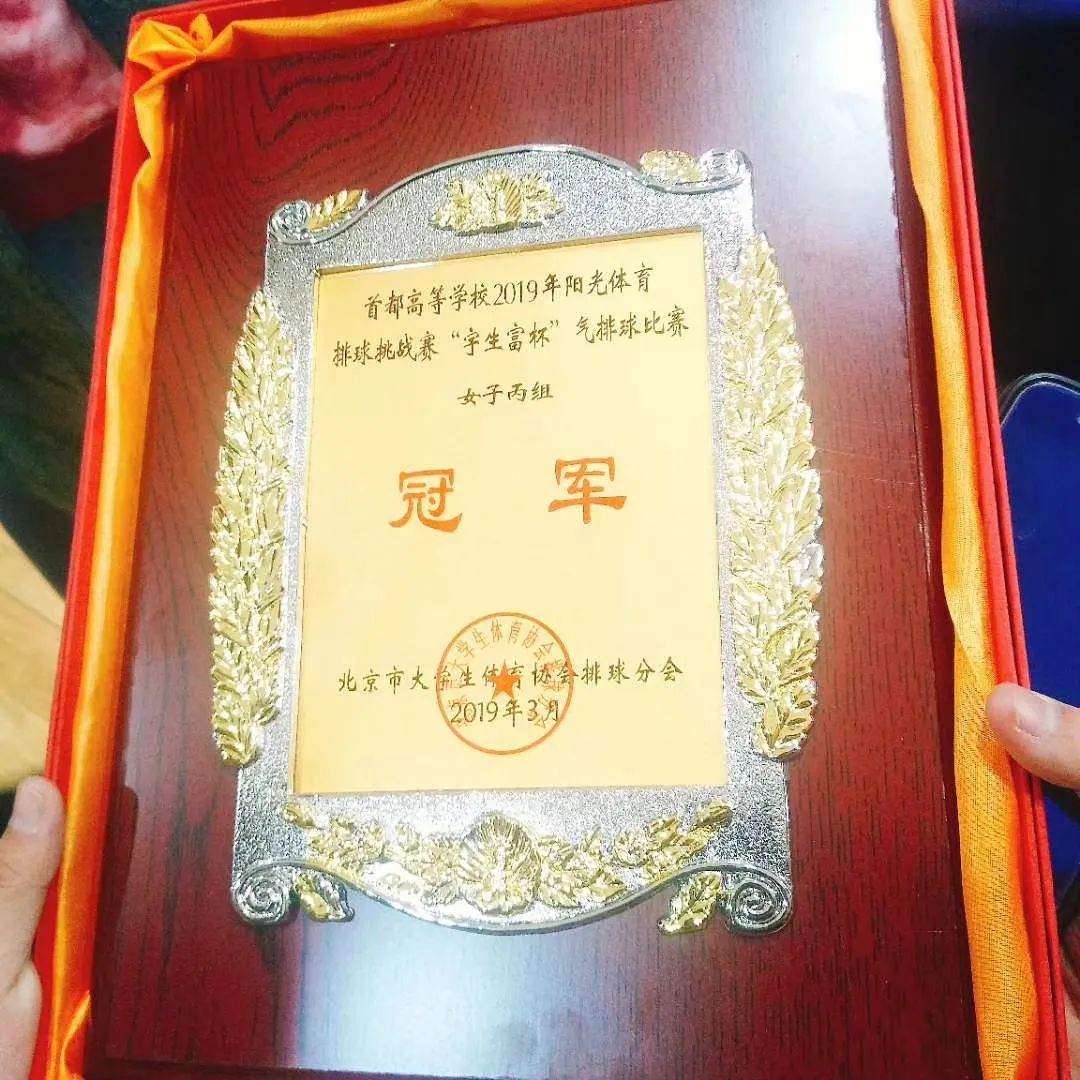 首都高等学校2019年阳光体育
排球挑战赛“宇生富杯”气排球比赛
女子丙组
冠军
北京市大学生体育协会排球分会
2019年3月